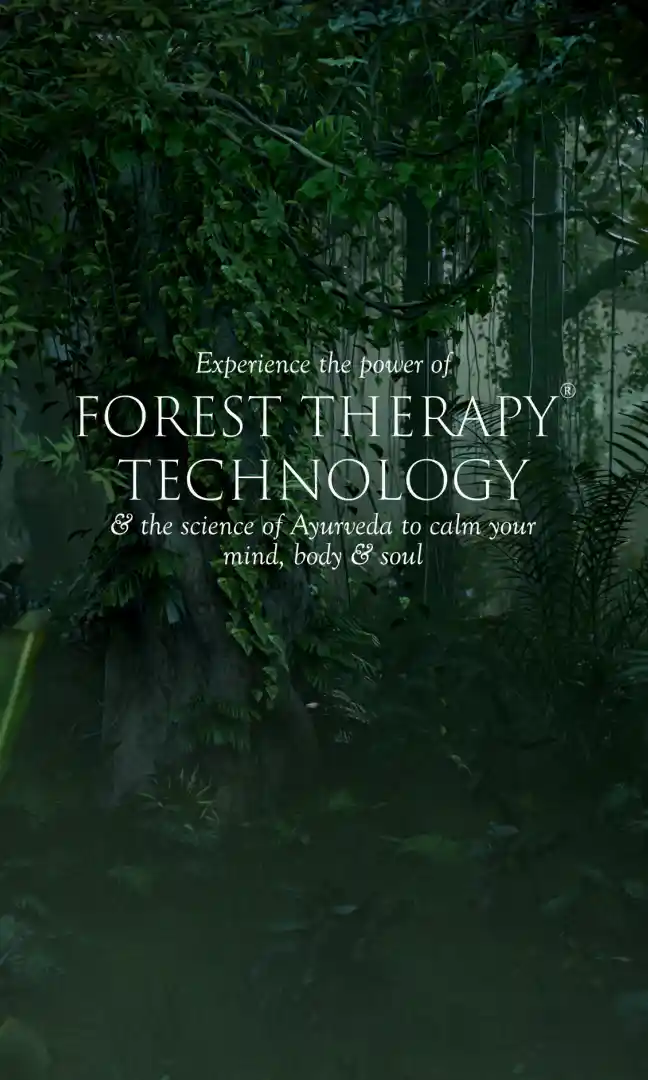 Experience the power of
FOREST THERAPY®
TECHNOLOGY
& the science of Ayurveda to calm your
mind, body & soul